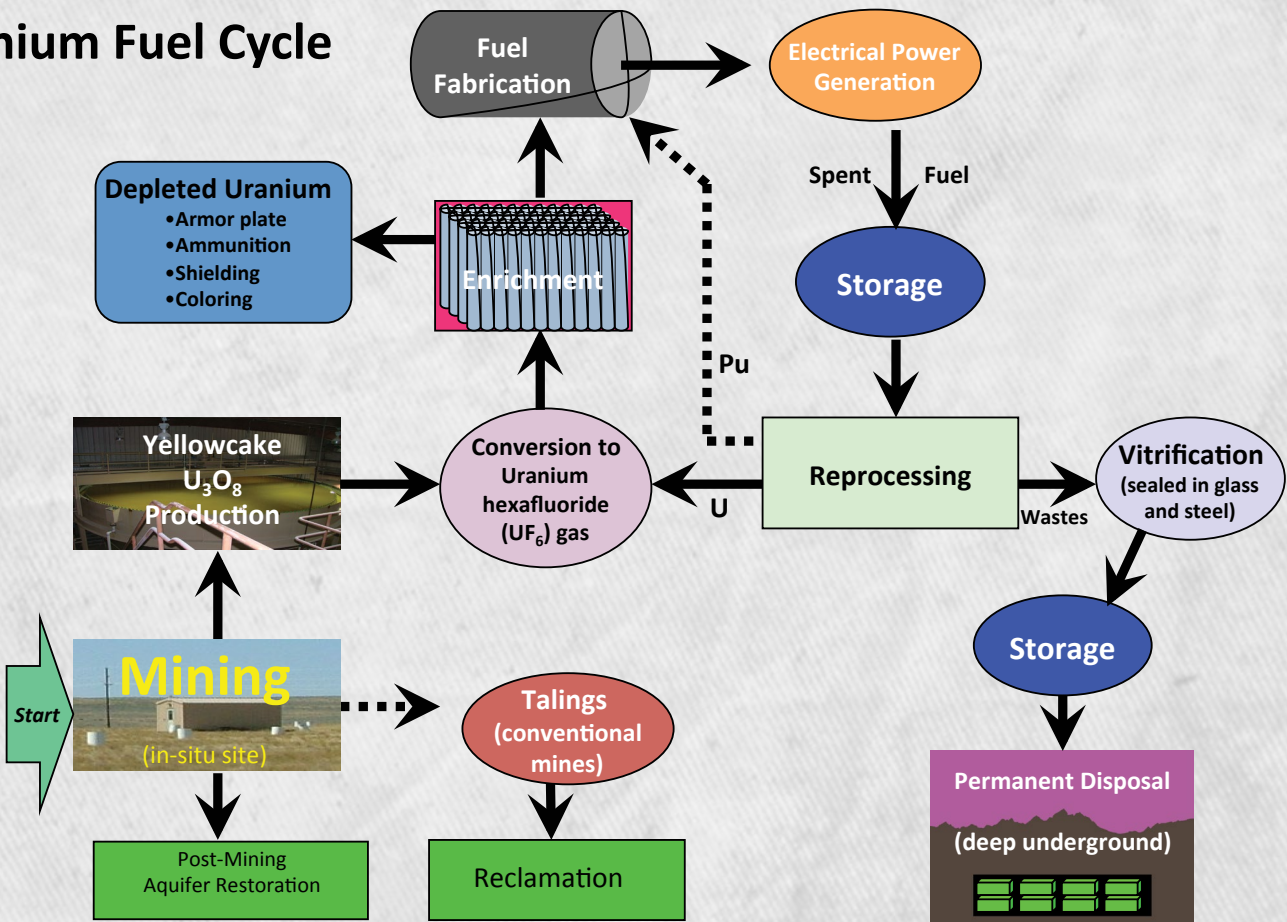 nium Fuel Cycle
Fuel
Fabrication
Electrical Power
Generation
Depleted Uranium
•Armor plate
•Ammunition
•Shielding
•Coloring
Enrichment
Spent Fuel
Storage
Pu
Yellowcake
U₃O₈
Production
Conversion to
Uranium
hexafluoride
(UF₆) gas
U
Reprocessing
Wastes
Vitrification
(sealed in glass
and steel)
Start
Mining
(in-situ site)
Talings
(conventional
mines)
Storage
Post-Mining
Aquifer Restoration
Reclamation
Permanent Disposal
(deep underground)